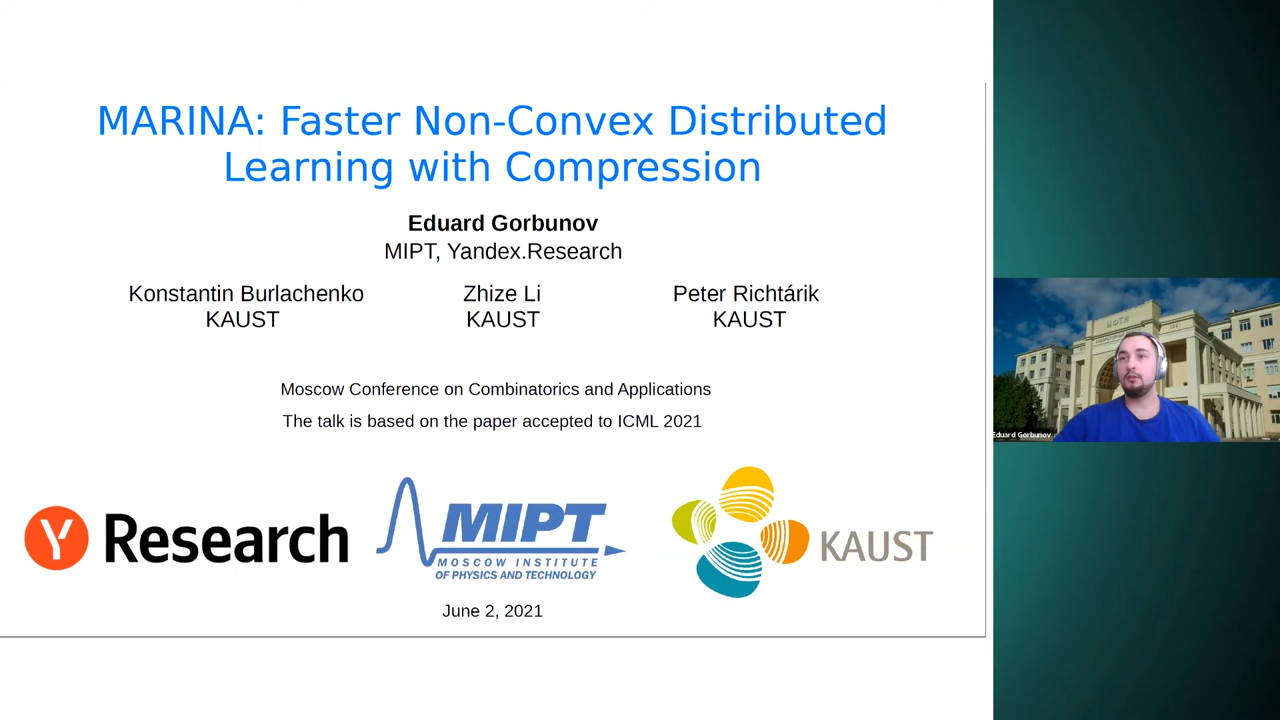 MARINA: Faster Non-Convex Distributed
Learning with Compression
Eduard Gorbunov
MIPT, Yandex.Research
Konstantin Burlachenko
KAUST
Zhize Li
KAUST
Peter Richtárik
KAUST
Moscow Conference on Combinatorics and Applications
The talk is based on the paper accepted to ICML 2021
Y Research
MIPT
MOSCOW INSTITUTE
OF PHYSICS AND TECHNOLOGY
KAUST
June 2, 2021
Eduard Gorbunov